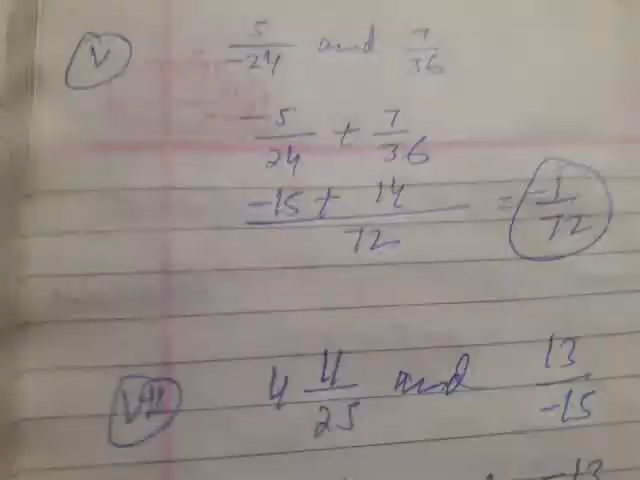 (v) 5/-24 and 7/36
-5/24 + 7/36
(-15 + 14)/72 = -1/72
(VII) 4 4/25 and 13/-15
-13